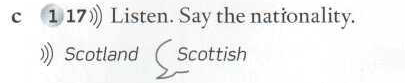 c 1 17))) Listen. Say the nationality.
))) Scotland Scottish